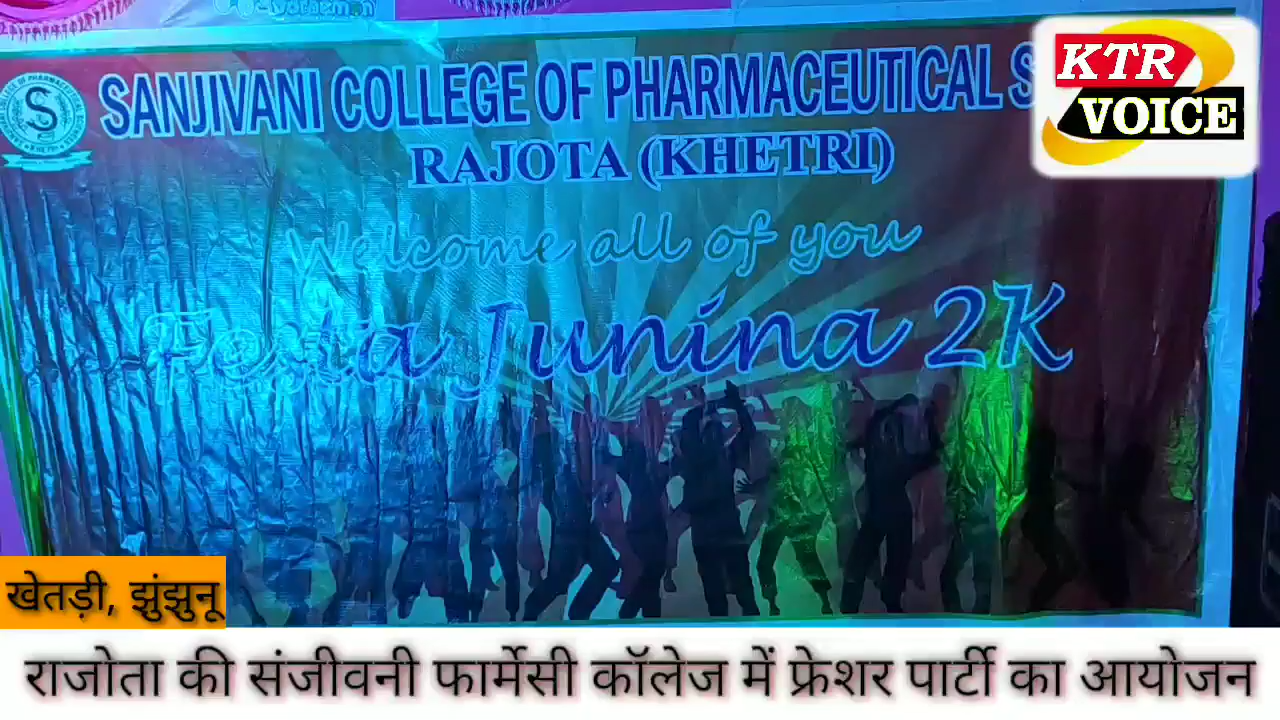 SANJIVANI COLLEGE OF PHARMACEUTICAL S
RAJOTA (KHETRI)
Welcome all of you
Festa Junina 2K
KTR
VOICE
खेतड़ी, झुंझुनू
राजोता की संजीवनी फार्मेसी कॉलेज में फ्रेशर पार्टी का आयोजन